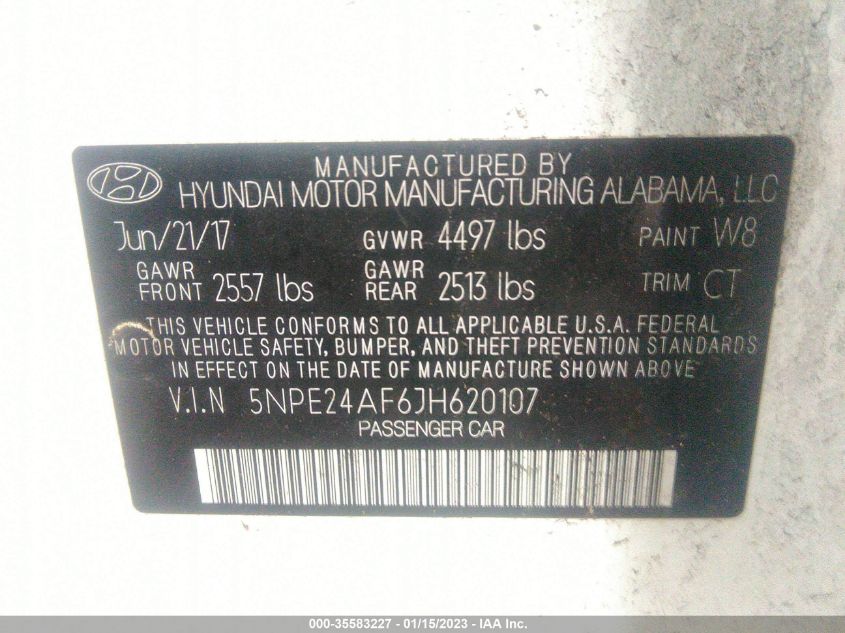 MANUFACTURED BY
HYUNDAI MOTOR MANUFACTURING ALABAMA, LLC
Jun/21/17 GVWR 4497 lbs PAINT W8
GAWR FRONT 2557 lbs GAWR REAR 2513 lbs TRIM CT
THIS VEHICLE CONFORMS TO ALL APPLICABLE U.S.A. FEDERAL
MOTOR VEHICLE SAFETY, BUMPER, AND THEFT PREVENTION STANDARDS
IN EFFECT ON THE DATE OF MANUFACTURE SHOWN ABOVE
V.I.N 5NPE24AF6JH620107
PASSENGER CAR
000-35583227 - 01/15/2023 - IAA Inc.